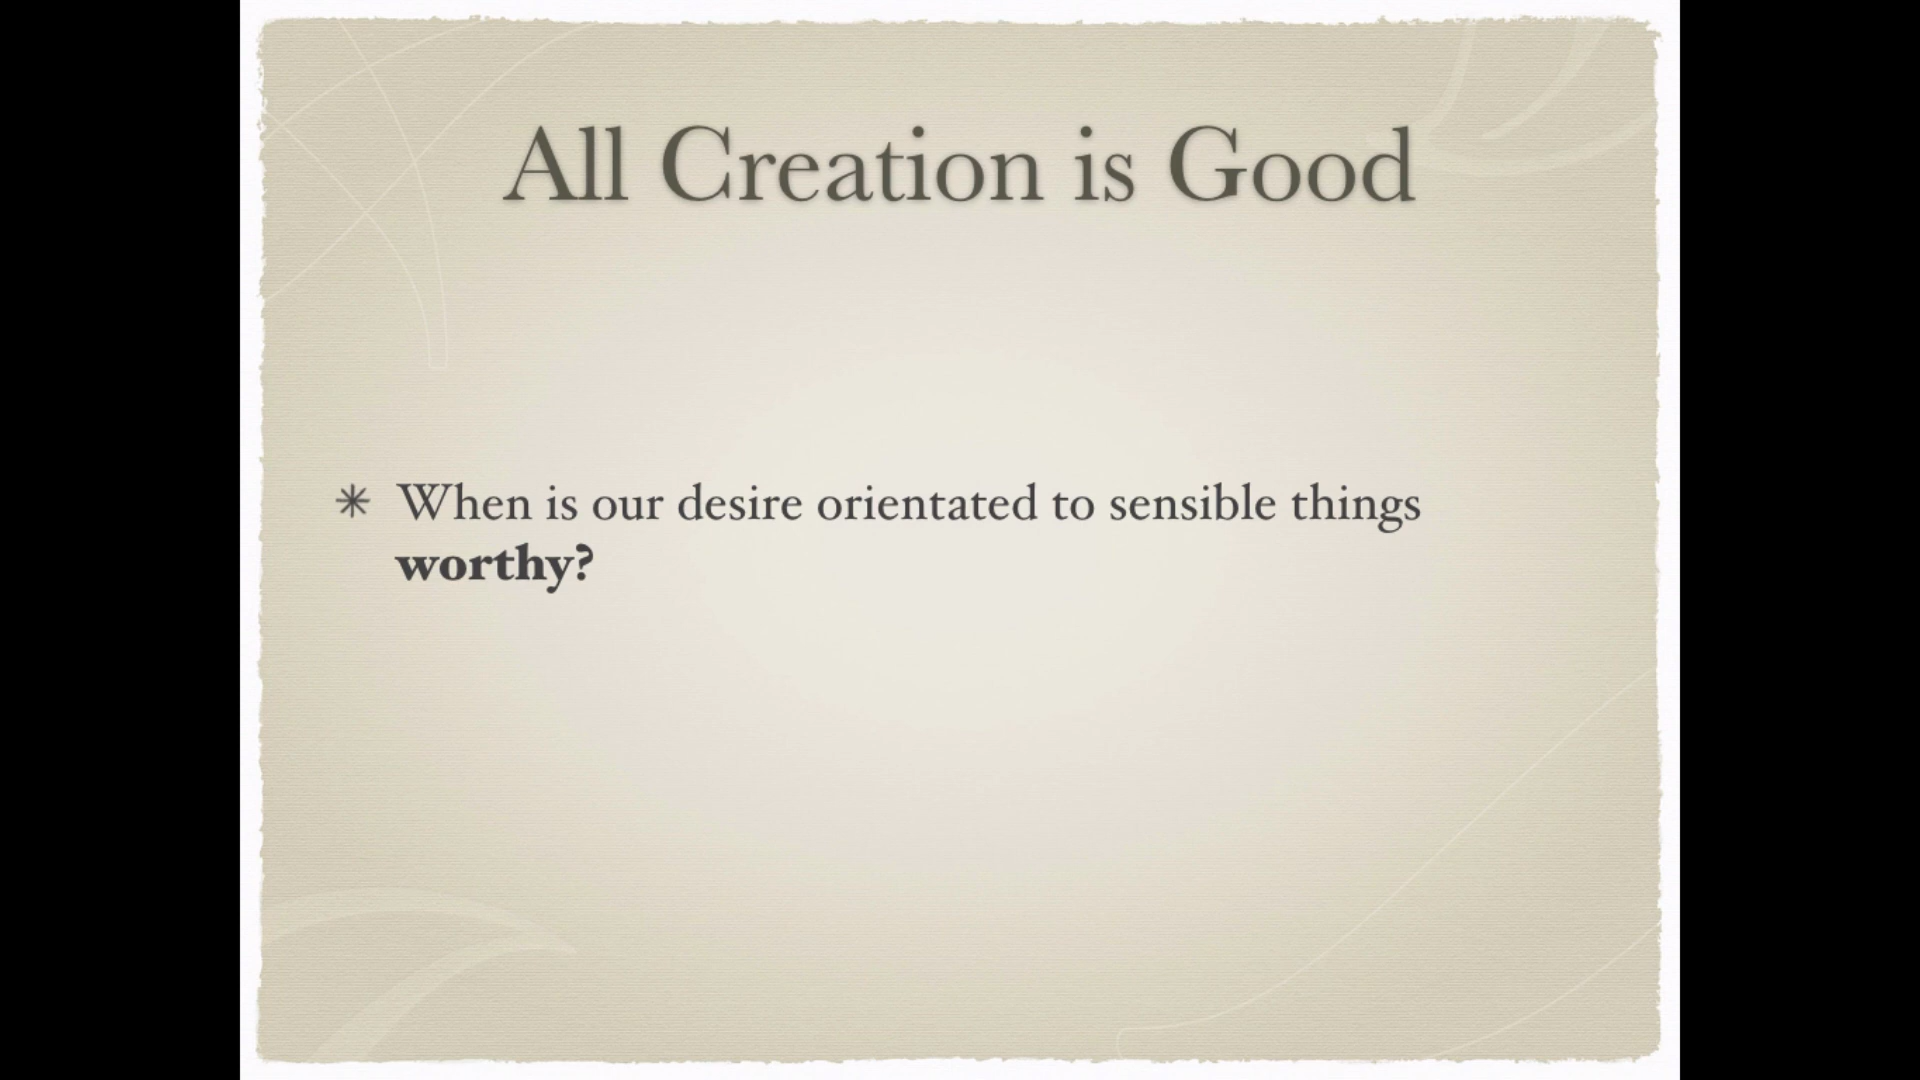 All Creation is Good
✳ When is our desire orientated to sensible things
worthy?